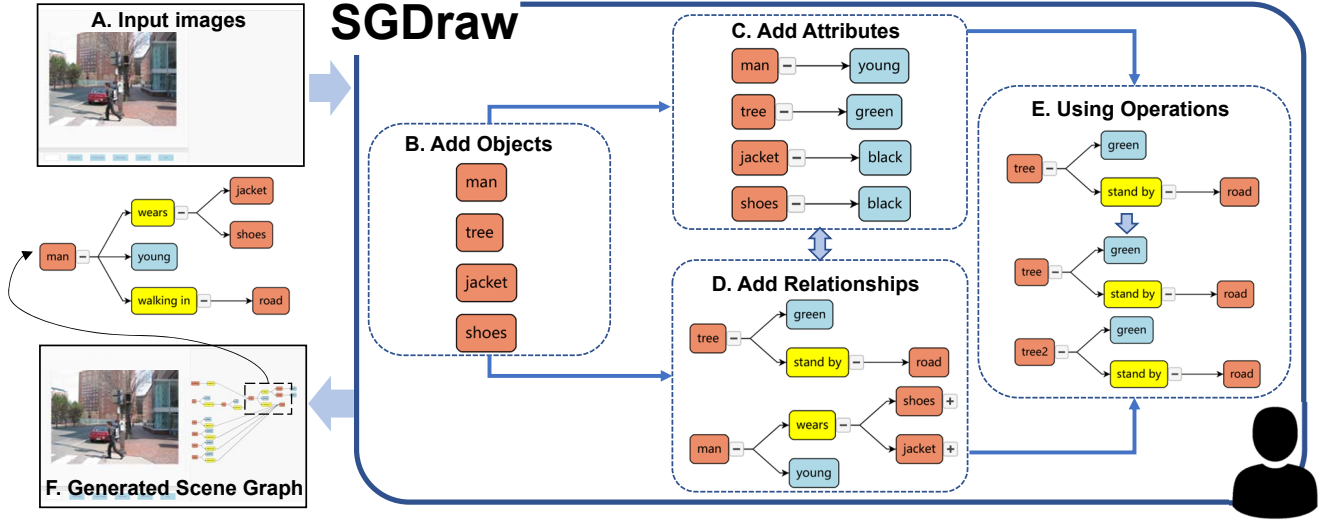 SGDraw
A. Input images
man
wears
jacket
shoes
young
walking in
road
F. Generated Scene Graph
B. Add Objects
man
tree
jacket
shoes
C. Add Attributes
man
young
tree
green
jacket
black
shoes
black
D. Add Relationships
tree
green
stand by
road
man
wears
shoes
jacket
young
E. Using Operations
tree
green
stand by
road
tree
green
stand by
road
tree2
green
stand by
road